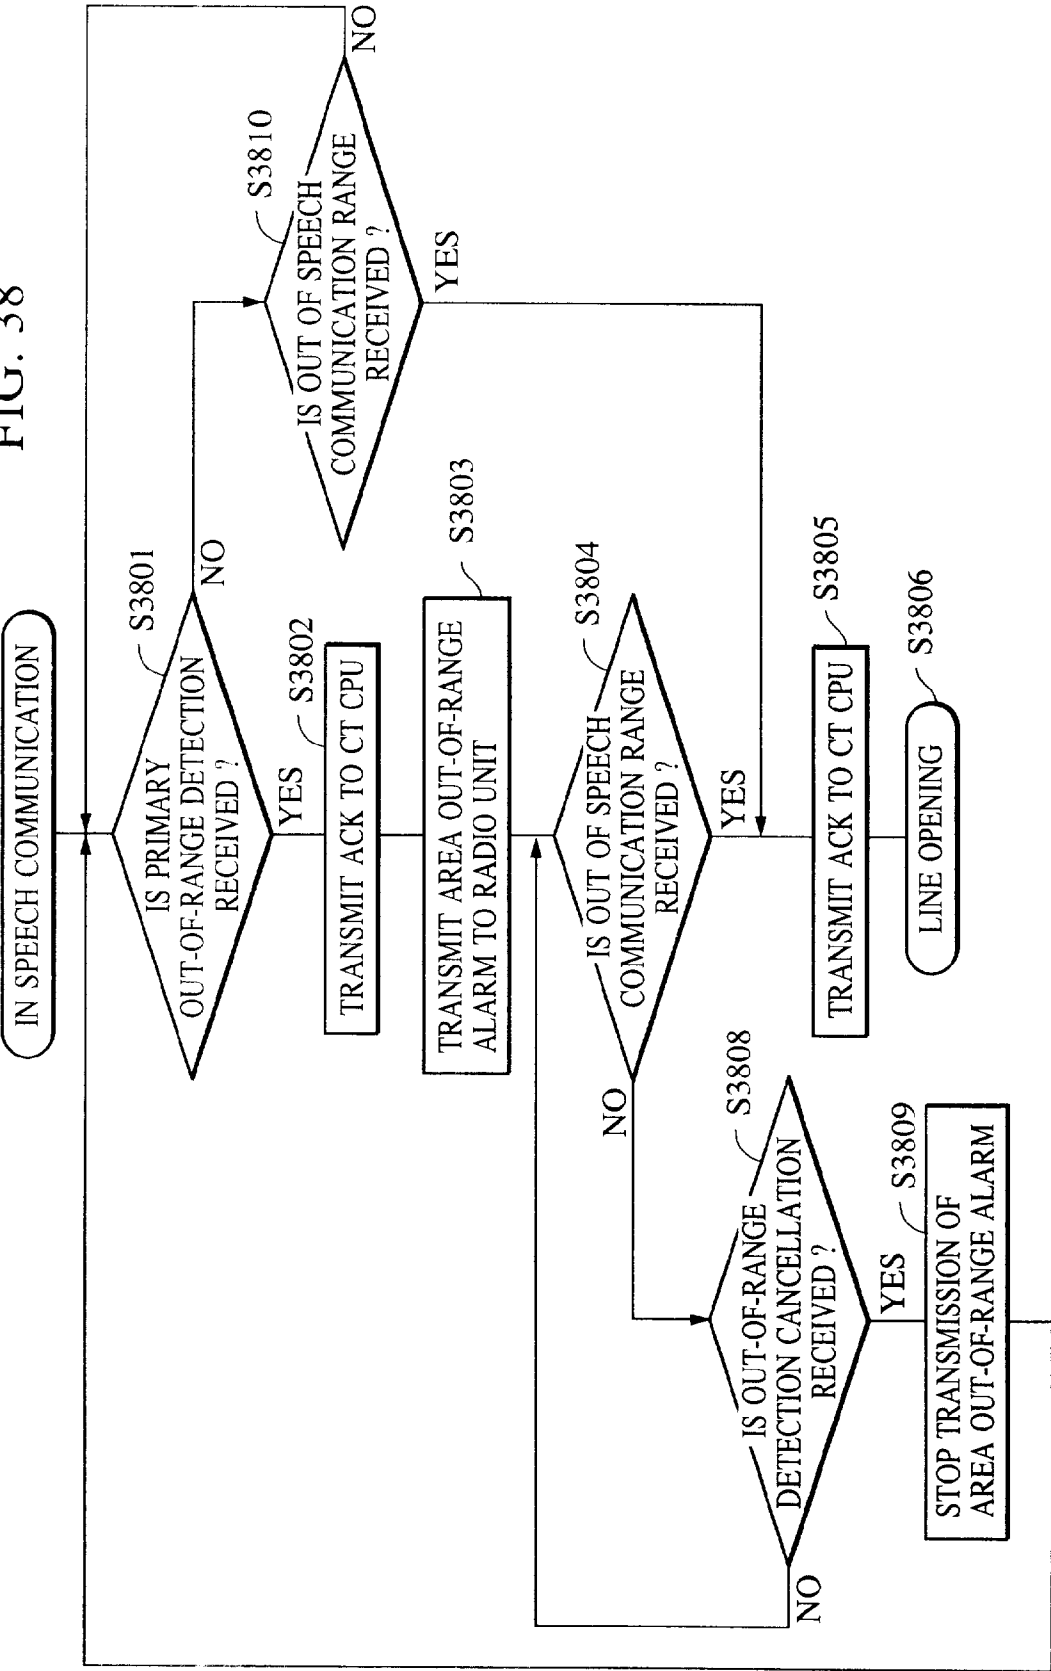 FIG. 38
IN SPEECH COMMUNICATION
S3801
IS PRIMARY
OUT-OF-RANGE DETECTION
RECEIVED ?
NO
YES
S3810
IS OUT OF SPEECH
COMMUNICATION RANGE
RECEIVED ?
NO
YES
S3802
TRANSMIT ACK TO CT CPU
S3803
TRANSMIT AREA OUT-OF-RANGE
ALARM TO RADIO UNIT
S3804
IS OUT OF SPEECH
COMMUNICATION RANGE
RECEIVED ?
NO
YES
S3808
IS OUT-OF-RANGE
DETECTION CANCELLATION
RECEIVED ?
NO
YES
S3809
STOP TRANSMISSION OF
AREA OUT-OF-RANGE ALARM
S3805
TRANSMIT ACK TO CT CPU
S3806
LINE OPENING